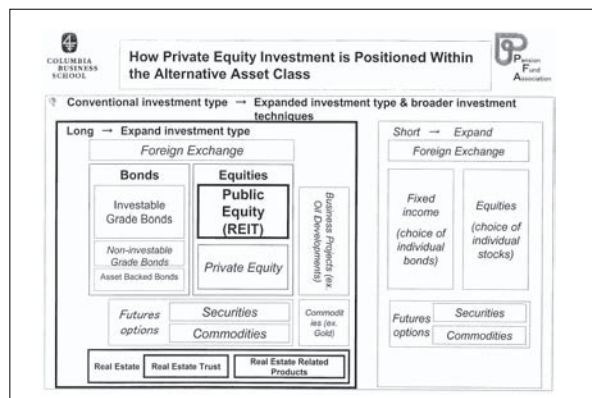 COLUMBIA
BUSINESS
SCHOOL
How Private Equity Investment is Positioned Within
the Alternative Asset Class
Pension
Fund
Association
Conventional investment type → Expanded investment type & broader investment
techniques
Long → Expand investment type
Foreign Exchange
Bonds
Investable
Grade Bonds
Non-investable
Grade Bonds
Asset Backed Bonds
Equities
Public
Equity
(REIT)
Private Equity
Business Projects (ex.
Oil Developments)
Futures
options
Securities
Commodities
Commodit
ies (ex.
Gold)
Real Estate
Real Estate Trust
Real Estate Related
Products
Short → Expand
Foreign Exchange
Fixed
income
(choice of
individual
bonds)
Equities
(choice of
individual
stocks)
Futures
options
Securities
Commodities